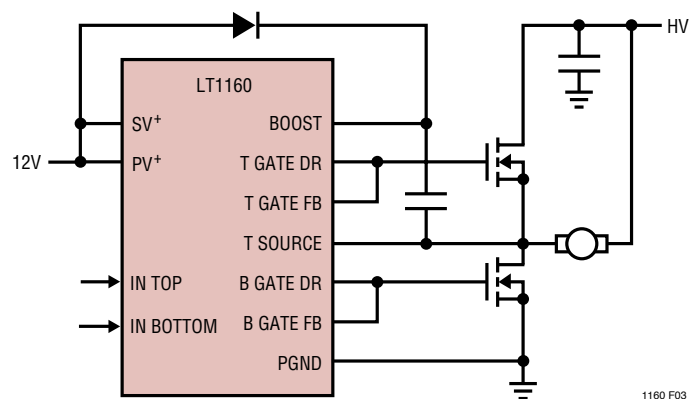 HV
LT1160
SV+
BOOST
12V
PV+
T GATE DR
T GATE FB
T SOURCE
IN TOP
B GATE DR
IN BOTTOM
B GATE FB
PGND
1160 F03